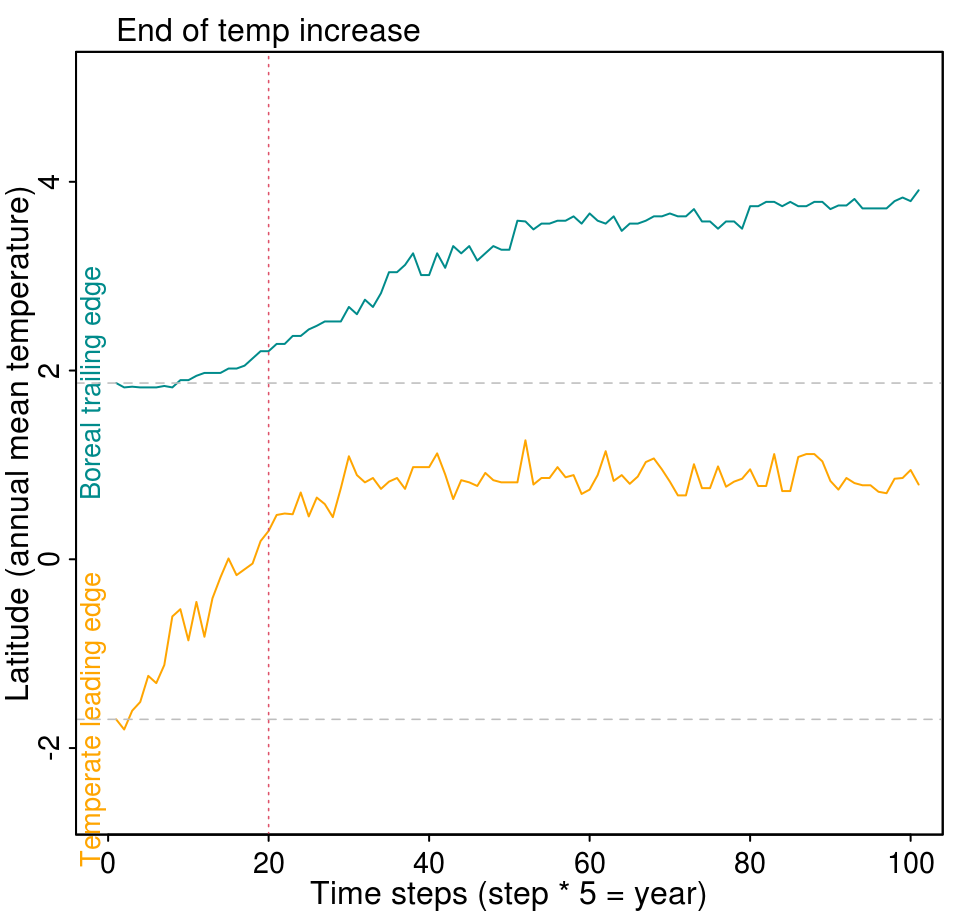 End of temp increase
Latitude (annual mean temperature)
4
2
0
-2
Boreal trailing edge
Temperate leading edge
0 20 40 60 80 100
Time steps (step * 5 = year)